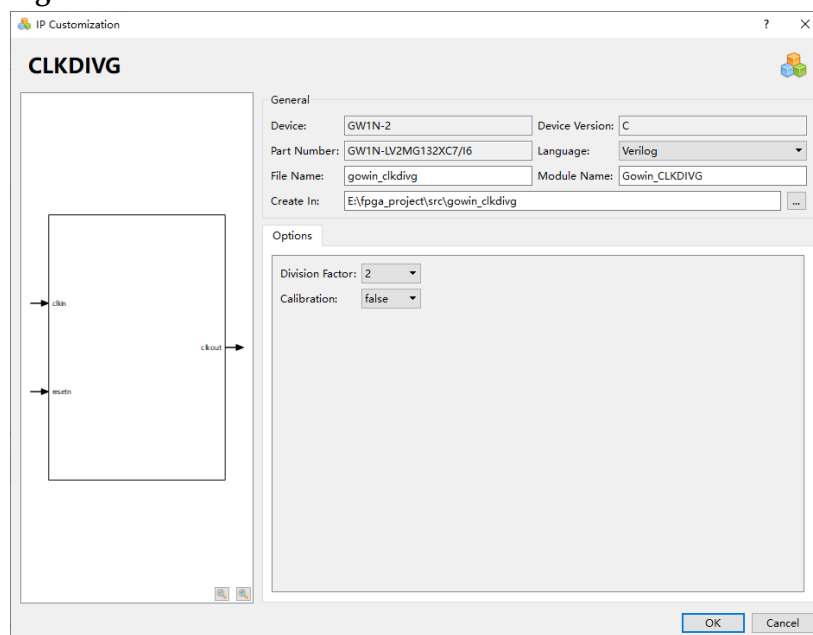 IP Customization ? ×
CLKDIVG
General
Device: GW1N-2 Device Version: C
Part Number: GW1N-LV2MG132XC7/I6 Language: Verilog
File Name: gowin_clkdivg Module Name: Gowin_CLKDIVG
Create In: E:\fpga_project\src\gowin_clkdivg ...
Options
Division Factor: 2
Calibration: false
clkin
clkout
resetn
OK Cancel